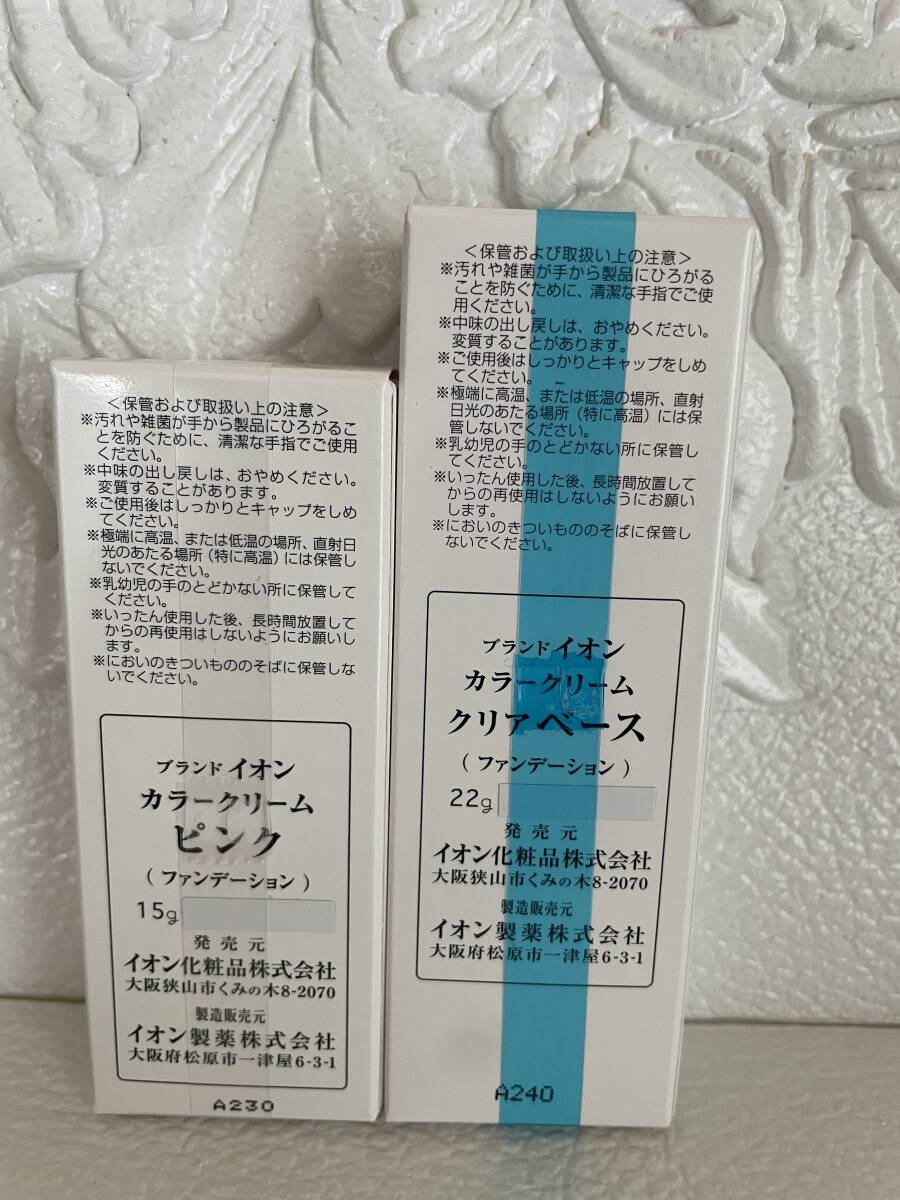 <保管および取扱い上の注意>
※汚れや雑菌が手から製品にひろがるこ
とを防ぐために、清潔な手指でご使用
ください。
※中味の出し戻しは、おやめください。
変質することがあります。
※ご使用後はしっかりとキャップをしめ
てください。
※極端に高温、または低温の場所、直射日
光のあたる場所(特に高温)には保管し
ないでください。
※乳幼児の手のとどかない所に保管して
ください。
※いったん使用した後、長時間放置して
からの再使用はしないようにお願いし
ます。
※においのきついもののそばに保管しな
いでください。
ブランド イオン
カラークリーム
ピンク
(ファンデーション)
15g
発売元
イオン化粧品株式会社
大阪狭山市くみの木8-2070
製造販売元
イオン製薬株式会社
大阪府松原市一津屋6-3-1
A230
<保管および取扱い上の注意>
※汚れや雑菌が手から製品にひろがる
ことを防ぐために、清潔な手指でご使
用ください。
※中味の出し戻しは、おやめください。
変質することがあります。
※ご使用後はしっかりとキャップをしめ
てください。
※極端に高温、または低温の場所、直射
日光のあたる場所(特に高温)には保
管しないでください。
※乳幼児の手のとどかない所に保管し
てください。
※いったん使用した後、長時間放置して
からの再使用はしないようにお願い
します。
※においのきついもののそばに保管し
ないでください。
ブランド イオン
カラークリーム
クリアベース
(ファンデーション)
22g
発売元
イオン化粧品株式会社
大阪狭山市くみの木8-2070
製造販売元
イオン製薬株式会社
大阪府松原市一津屋6-3-1
A240